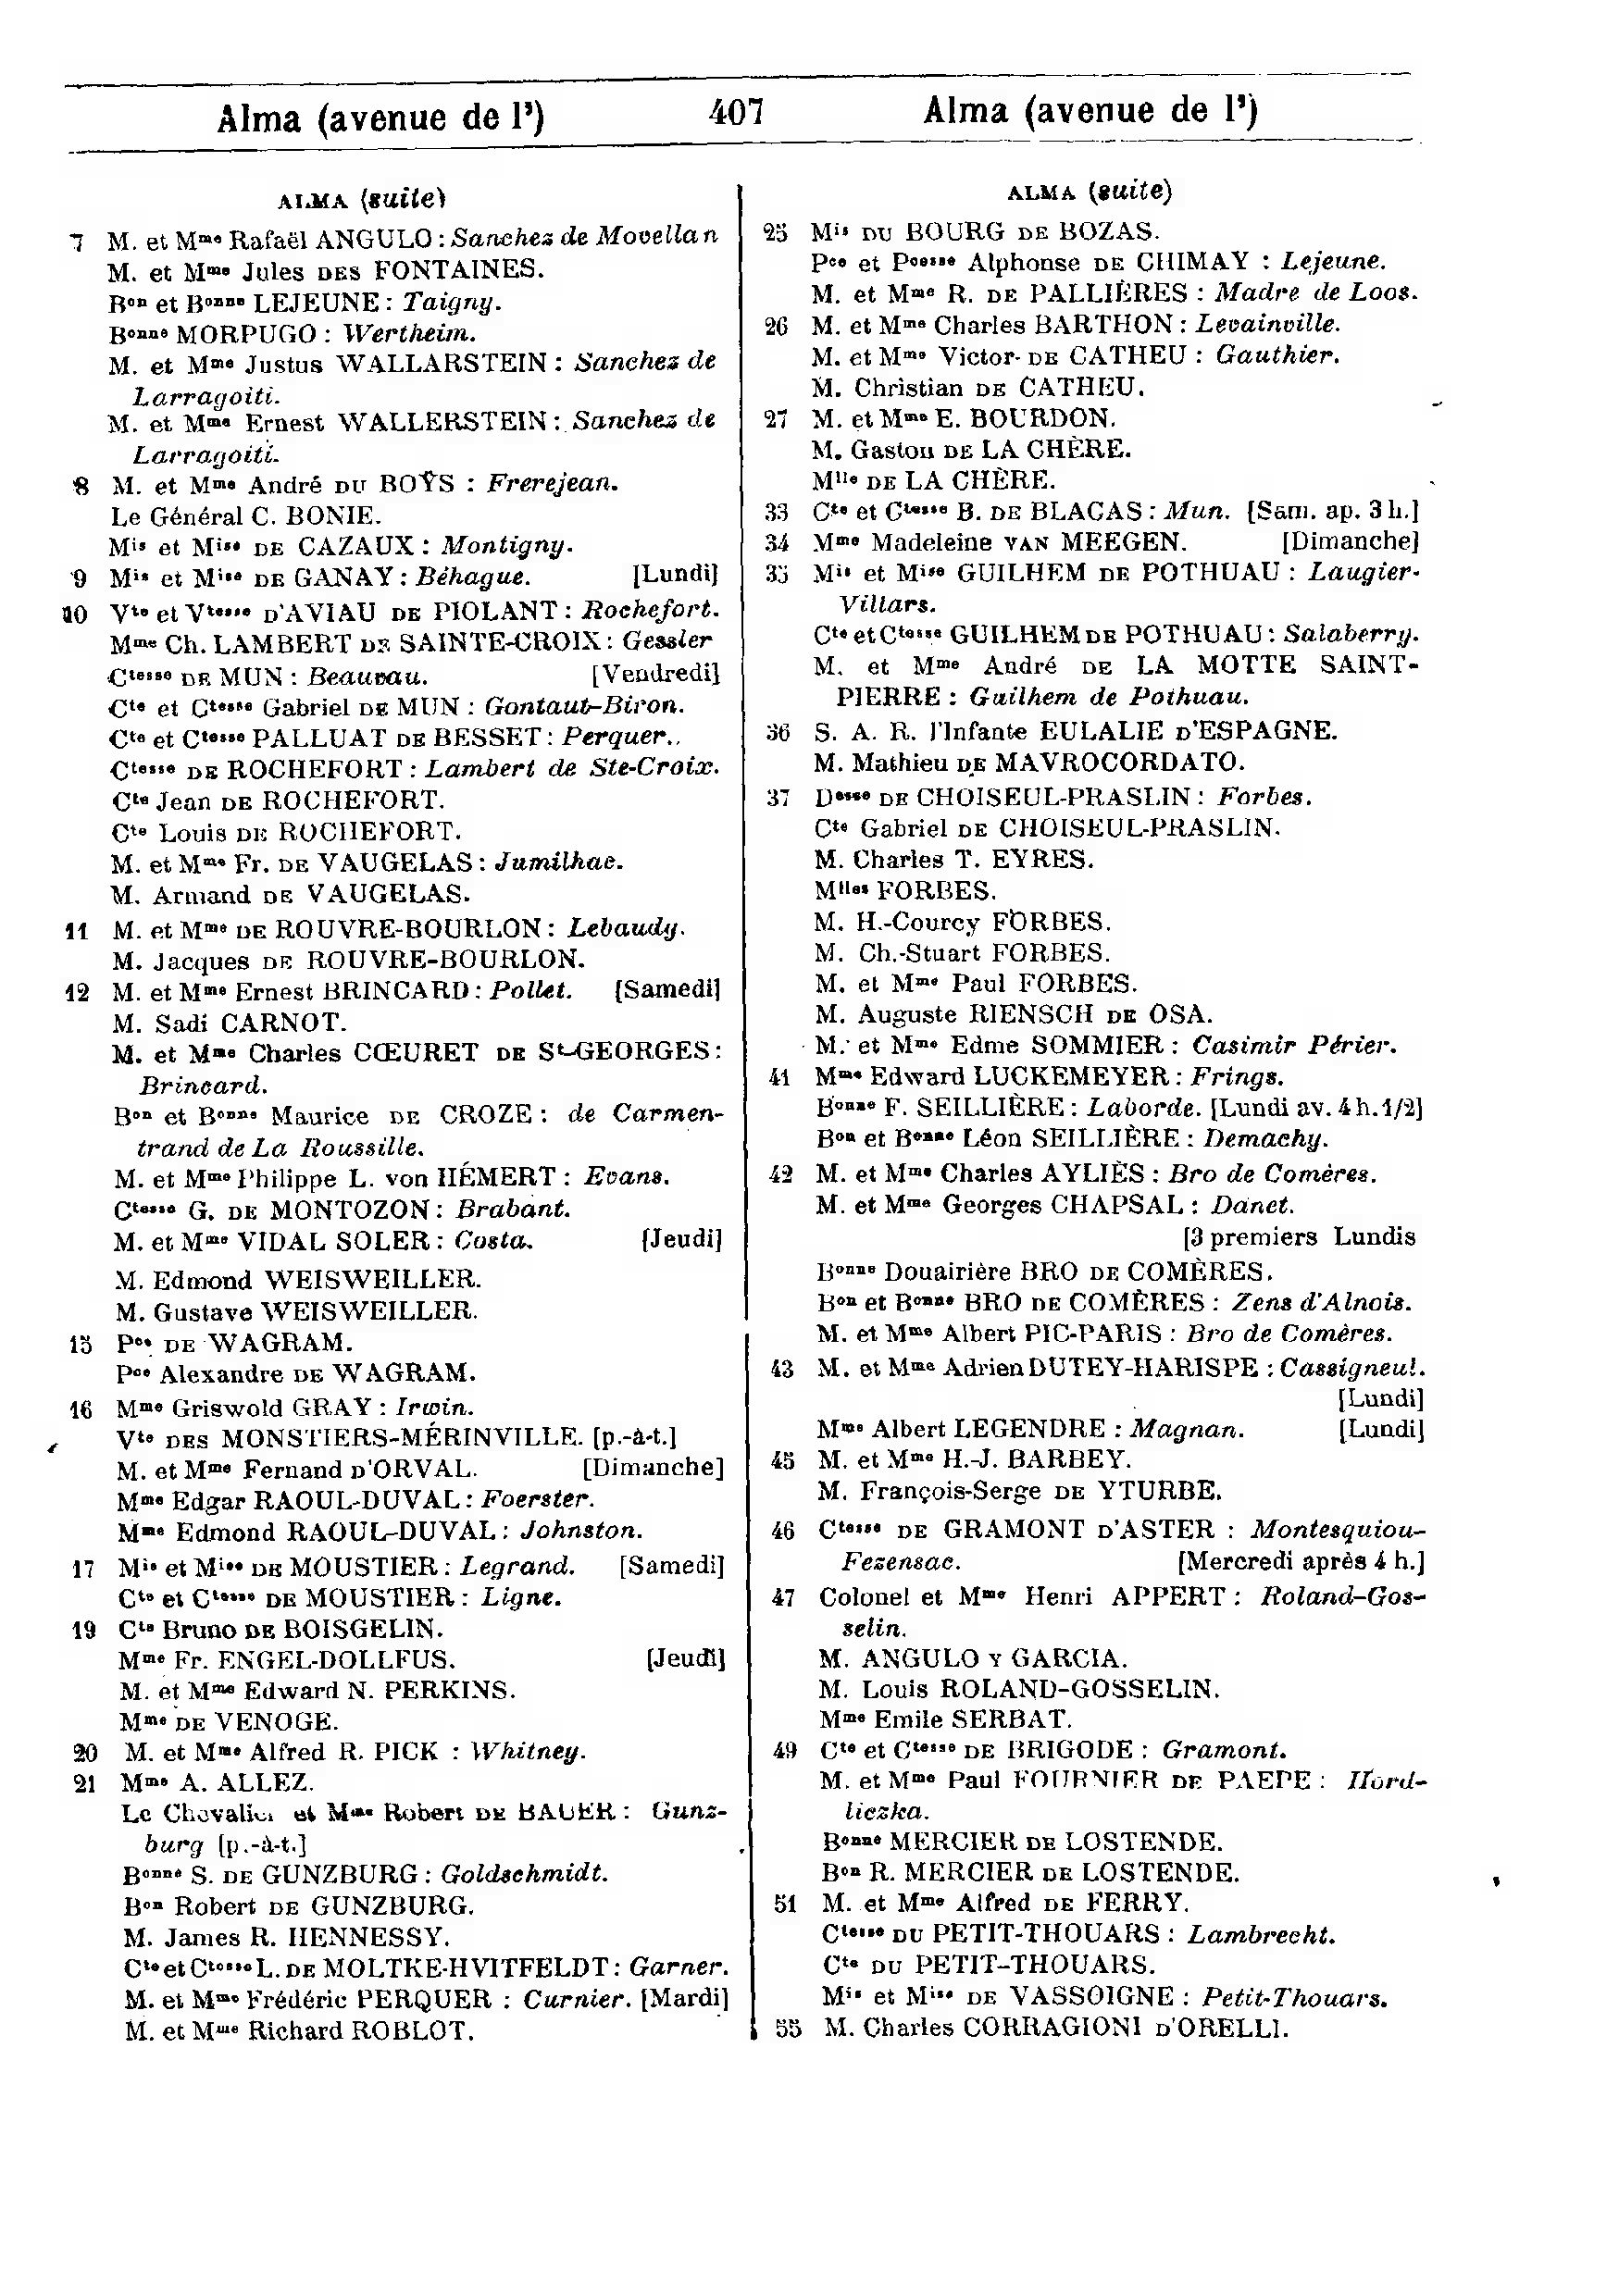 Alma (avenue de l') 407 Alma (avenue de l')
ALMA (suite)
7 M. et Mme Rafaël ANGULO : Sanchez de Movellan
M. et Mme Jules DES FONTAINES.
Bon et Bonne LEJEUNE : Taigny.
Bonne MORPUGO : Wertheim.
M. et Mme Justus WALLARSTEIN : Sanchez de
Larragoiti.
M. et Mme Ernest WALLERSTEIN : Sanchez de
Larragoiti.
8 M. et Mme André DU BOŸS : Frerejean.
Le Général C. BONIE.
Mis et Mise DE CAZAUX : Montigny.
9 Mis et Mise DE GANAY : Béhague. [Lundi]
10 Vte et Vtesse D'AVIAU DE PIOLANT : Rochefort.
Mme Ch. LAMBERT DE SAINTE-CROIX : Gessler
Ctesse DE MUN : Beauvau. [Vendredi]
Cte et Ctesse Gabriel DE MUN : Gontaut-Biron.
Cte et Ctesse PALLUAT DE BESSET : Perquer.
Ctesse DE ROCHEFORT : Lambert de Ste-Croix.
Cte Jean DE ROCHEFORT.
Cte Louis DE ROCHEFORT.
M. et Mme Fr. DE VAUGELAS : Jumilhac.
M. Armand DE VAUGELAS.
11 M. et Mme DE ROUVRE-BOURLON : Lebaudy.
M. Jacques DE ROUVRE-BOURLON.
12 M. et Mme Ernest BRINCARD : Pollet. [Samedi]
M. Sadi CARNOT.
M. et Mme Charles CŒURET DE St-GEORGES :
Brincard.
Bon et Bonne Maurice DE CROZE : de Carmen-
trand de La Roussille.
M. et Mme Philippe L. von HÉMERT : Evans.
Ctesse G. DE MONTOZON : Brabant.
M. et Mme VIDAL SOLER : Costa. [Jeudi]
M. Edmond WEISWEILLER.
M. Gustave WEISWEILLER.
15 Pce DE WAGRAM.
Pce Alexandre DE WAGRAM.
16 Mme Griswold GRAY : Irwin.
Vte DES MONSTIERS-MÉRINVILLE. [p.-à-t.]
M. et Mme Fernand D'ORVAL. [Dimanche]
Mme Edgar RAOUL-DUVAL : Foerster.
Mme Edmond RAOUL-DUVAL : Johnston.
17 Mis et Mise DE MOUSTIER : Legrand. [Samedi]
Cte et Ctesse DE MOUSTIER : Ligne.
19 Cte Bruno DE BOISGELIN.
Mme Fr. ENGEL-DOLLFUS. [Jeudi]
M. et Mme Edward N. PERKINS.
Mme DE VENOGE.
20 M. et Mme Alfred R. PICK : Whitney.
21 Mme A. ALLEZ.
Le Chevalier et Mme Robert DE BAUER : Gunz-
burg [p.-à-t.]
Bonne S. DE GUNZBURG : Goldschmidt.
Bon Robert DE GUNZBURG.
M. James R. HENNESSY.
Cte et Ctesse L. DE MOLTKE-HVITFELDT : Garner.
M. et Mme Frédéric PERQUER : Curnier. [Mardi]
M. et Mme Richard ROBLOT.
ALMA (suite)
25 Mis DU BOURG DE BOZAS.
Pce et Pcesse Alphonse DE CHIMAY : Lejeune.
M. et Mme R. DE PALLIÈRES : Madre de Loos.
26 M. et Mme Charles BARTHON : Levainville.
M. et Mme Victor DE CATHEU : Gauthier.
M. Christian DE CATHEU.
27 M. et Mme E. BOURDON.
M. Gaston DE LA CHÈRE.
Mlle DE LA CHÈRE.
33 Cte et Ctesse B. DE BLACAS : Mun. [Sam. ap. 3 h.]
34 Mme Madeleine VAN MEEGEN. [Dimanche]
35 Mis et Mise GUILHEM DE POTHUAU : Laugier-
Villars.
Cte et Ctesse GUILHEM DE POTHUAU : Salaberry.
M. et Mme André DE LA MOTTE SAINT-
PIERRE : Guilhem de Pothuau.
36 S. A. R. l'Infante EULALIE D'ESPAGNE.
M. Mathieu DE MAVROCORDATO.
37 Desse DE CHOISEUL-PRASLIN : Forbes.
Cte Gabriel DE CHOISEUL-PRASLIN.
M. Charles T. EYRES.
Mlles FORBES.
M. H.-Courcy FORBES.
M. Ch.-Stuart FORBES.
M. et Mme Paul FORBES.
M. Auguste RIENSCH DE OSA.
M. et Mme Edme SOMMIER : Casimir Périer.
41 Mme Edward LUCKEMEYER : Frings.
Bonne F. SEILLIÈRE : Laborde. [Lundi av. 4 h. 1/2]
Bon et Bonne Léon SEILLIÈRE : Demachy.
42 M. et Mme Charles AYLIÈS : Bro de Comères.
M. et Mme Georges CHAPSAL : Danet.
[3 premiers Lundis
Bonne Douairière BRO DE COMÈRES.
Bon et Bonne BRO DE COMÈRES : Zens d'Alnois.
M. et Mme Albert PIC-PARIS : Bro de Comères.
43 M. et Mme Adrien DUTEY-HARISPE : Cassigneul.
[Lundi]
Mme Albert LEGENDRE : Magnan. [Lundi]
45 M. et Mme H.-J. BARBEY.
M. François-Serge DE YTURBE.
46 Ctesse DE GRAMONT D'ASTER : Montesquiou-
Fezensac. [Mercredi après 4 h.]
47 Colonel et Mme Henri APPERT : Roland-Gos-
selin.
M. ANGULO Y GARCIA.
M. Louis ROLAND-GOSSELIN.
Mme Emile SERBAT.
49 Cte et Ctesse DE BRIGODE : Gramont.
M. et Mme Paul FOURNIER DE PAEPE : Hord-
liczka.
Bonne MERCIER DE LOSTENDE.
Bon R. MERCIER DE LOSTENDE.
51 M. et Mme Alfred DE FERRY.
Ctesse DU PETIT-THOUARS : Lambrecht.
Cte DU PETIT-THOUARS.
Mis et Mise DE VASSOIGNE : Petit-Thouars.
55 M. Charles CORRAGIONI D'ORELLI.